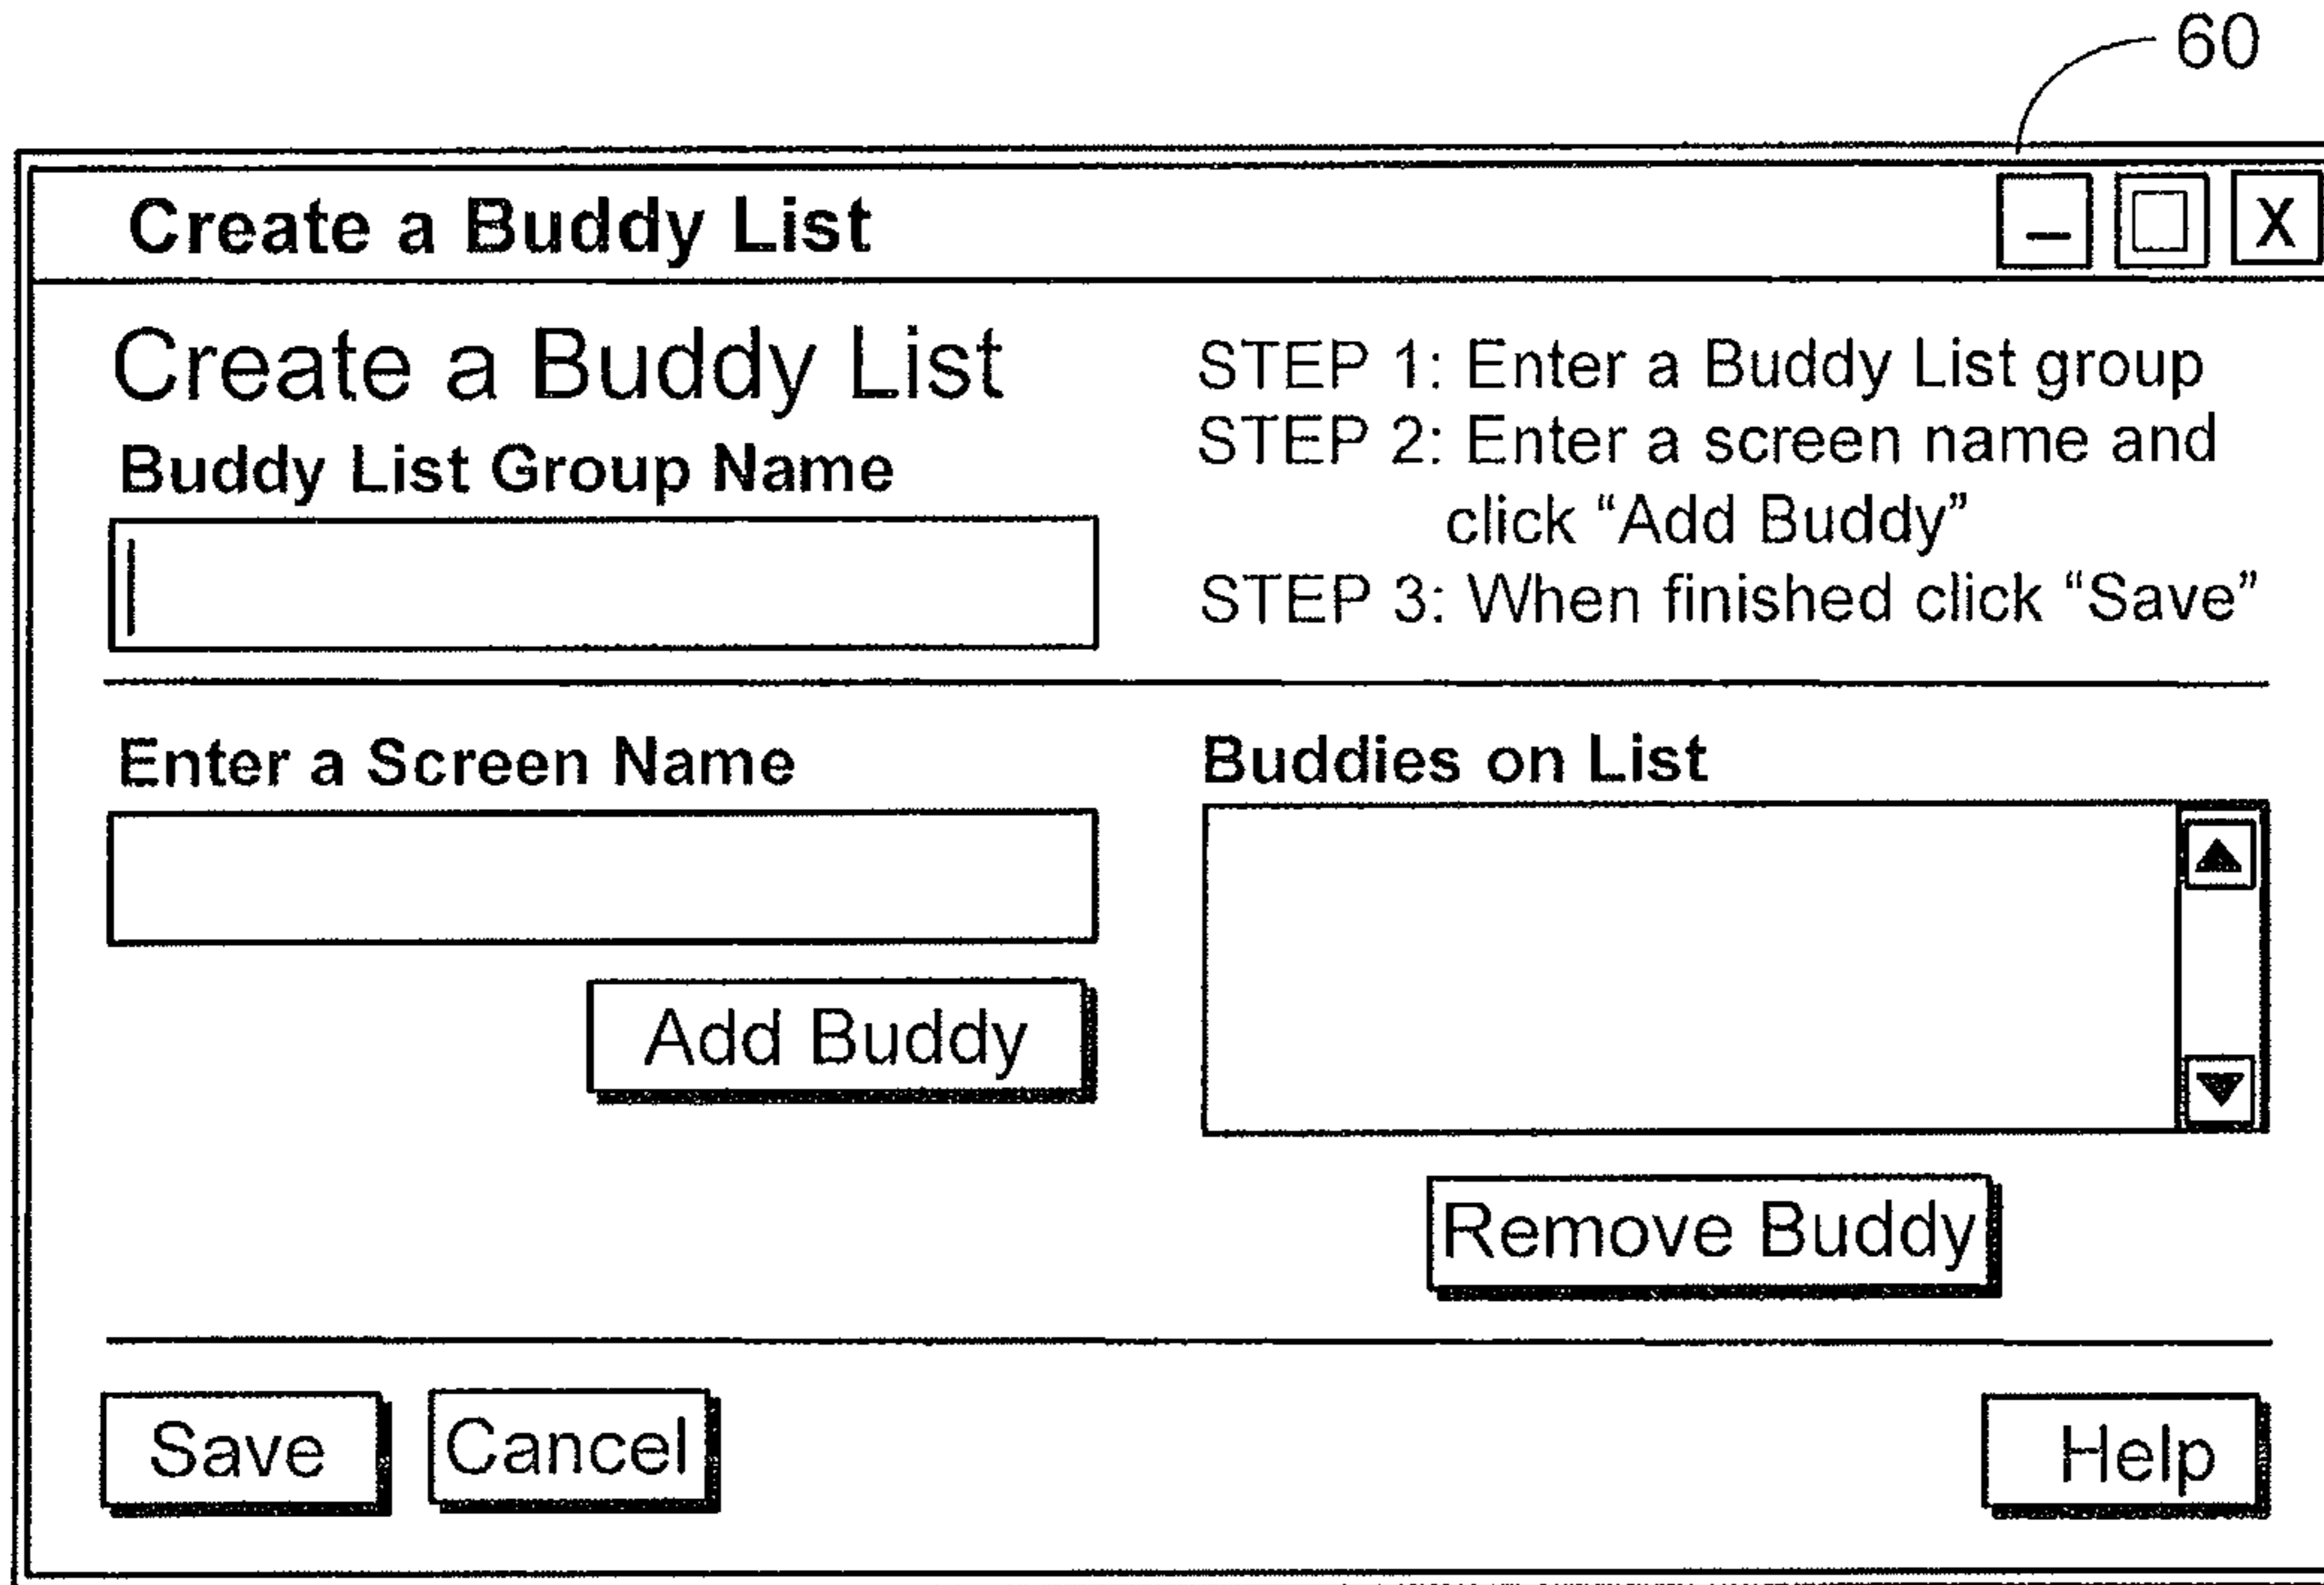 60
Create a Buddy List
_ X
Create a Buddy List
Buddy List Group Name
STEP 1: Enter a Buddy List group
STEP 2: Enter a screen name and
click “Add Buddy”
STEP 3: When finished click “Save”
Enter a Screen Name
Add Buddy
Buddies on List
Remove Buddy
Save Cancel Help